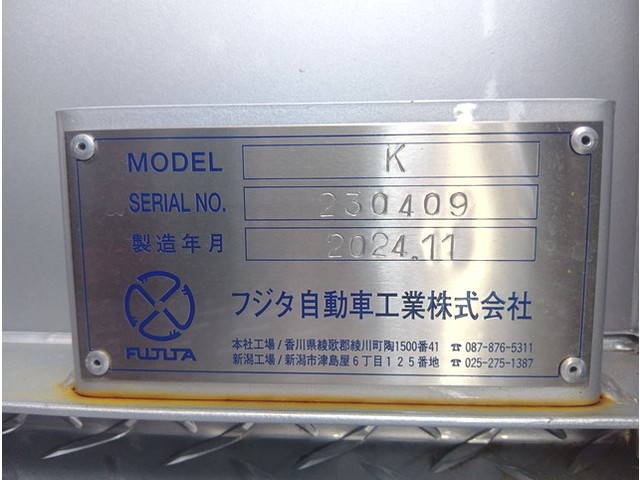 MODEL K
SERIAL NO. 230409
製造年月 2024.11
フジタ自動車工業株式会社
FUJITA
本社工場/香川県綾歌郡綾川町陶1500番41 ☎ 087-876-5311
新潟工場/新潟市津島屋6丁目125番地 ☎ 025-275-1387